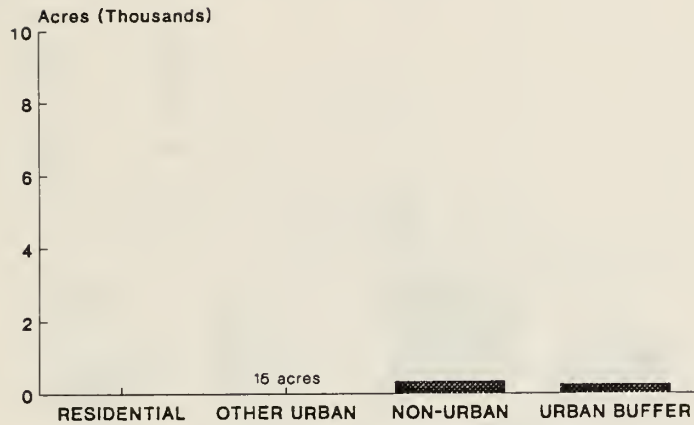 Acres (Thousands)
10
8
6
4
2
15 acres
0
RESIDENTIAL OTHER URBAN NON-URBAN URBAN BUFFER